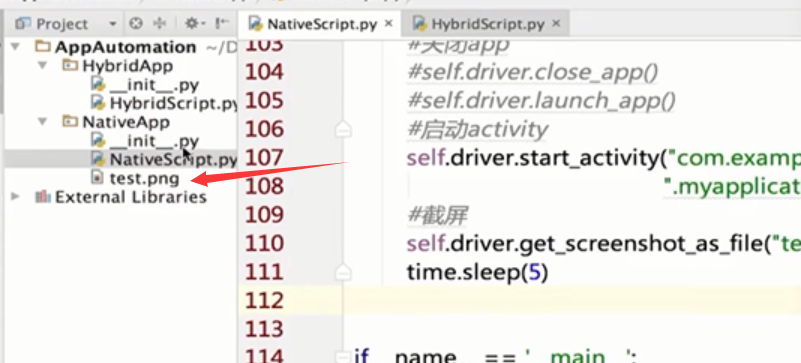 Project
NativeScript.py
HybridScript.py
AppAutomation ~/D
HybridApp
__init__.py
HybridScript.py
NativeApp
__init__.py
NativeScript.py
test.png
External Libraries
103 #关闭app
104 #self.driver.close_app()
105 #self.driver.launch_app()
106 #启动activity
107 self.driver.start_activity("com.examp
108 ".myapplicat
109 #截屏
110 self.driver.get_screenshot_as_file("te
111 time.sleep(5)
112
113
114 if __name__ == '__main__':